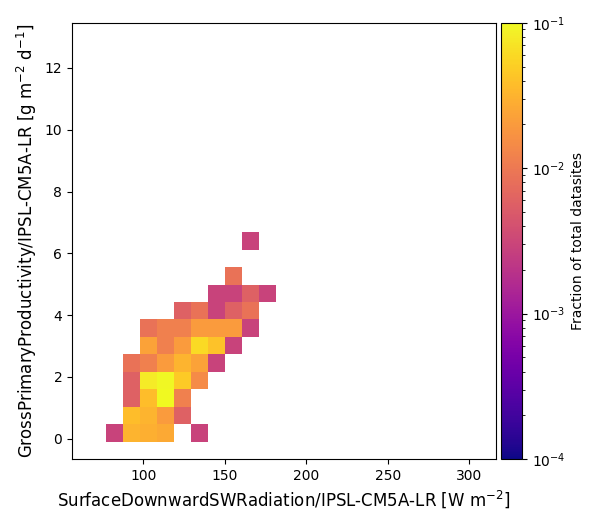 GrossPrimaryProductivity/IPSL-CM5A-LR [g m⁻² d⁻¹]
12
10
8
6
4
2
0
100 150 200 250 300
SurfaceDownwardSWRadiation/IPSL-CM5A-LR [W m⁻²]
10⁻¹
10⁻²
10⁻³
10⁻⁴
Fraction of total datasites